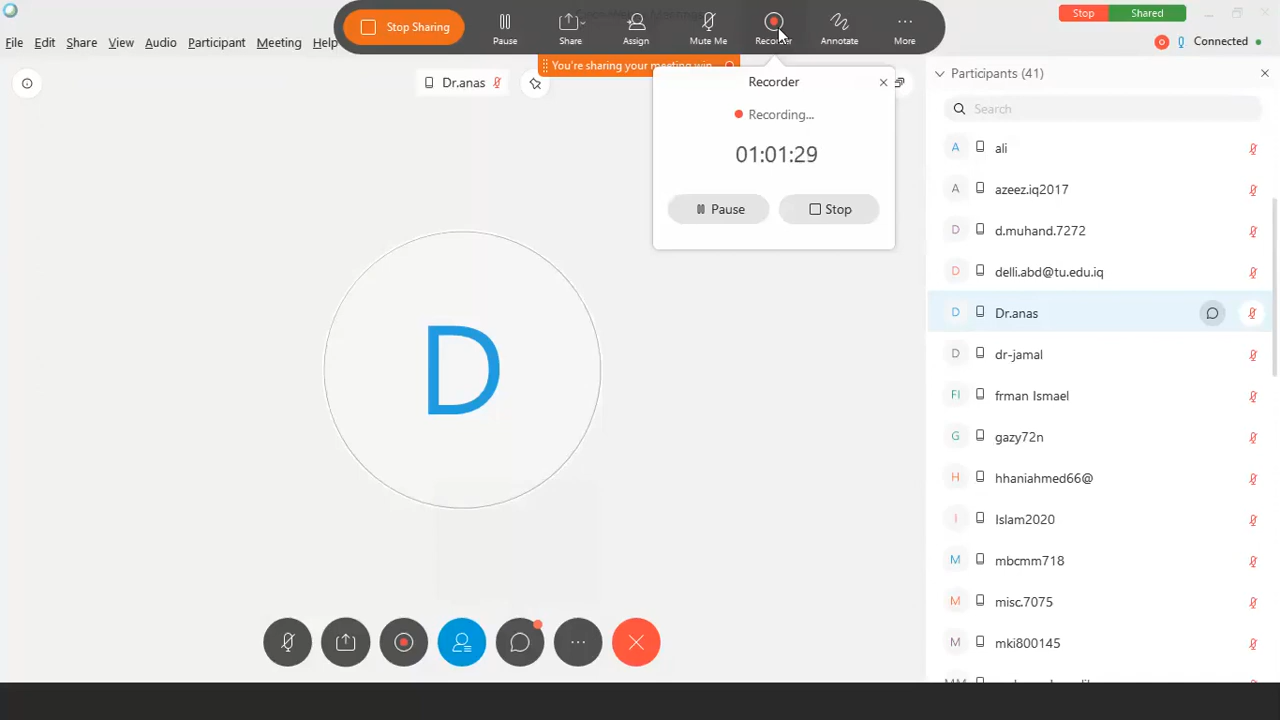 Stop Sharing
Pause
Share
Assign
Mute Me
Recorder
Annotate
More
Stop
Shared
File
Edit
Share
View
Audio
Participant
Meeting
Help
Connected
You're sharing your meeting win
Dr.anas
Recorder
Recording...
01:01:29
Pause
Stop
D
Participants (41)
Search
A
ali
A
azeez.iq2017
D
d.muhand.7272
D
delli.abd@tu.edu.iq
D
Dr.anas
D
dr-jamal
FI
frman Ismael
G
gazy72n
H
hhaniahmed66@
I
Islam2020
M
mbcmm718
M
misc.7075
M
mki800145